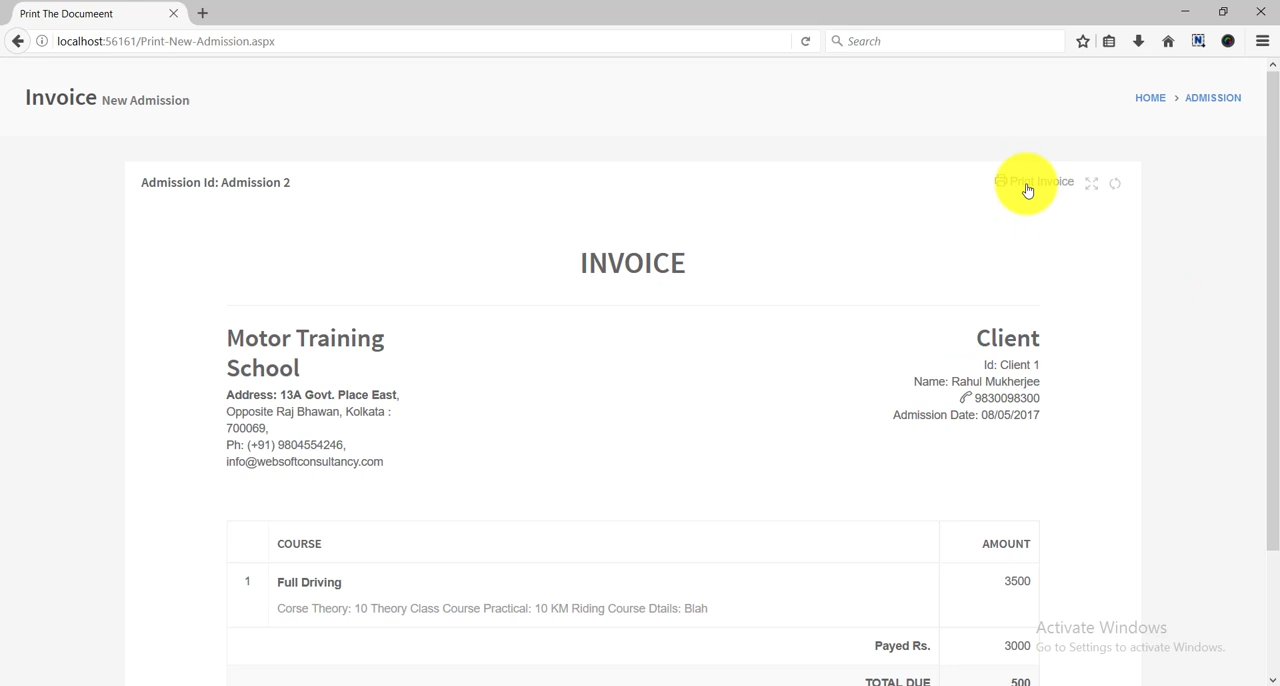 Print The Documeent
localhost:56161/Print-New-Admission.aspx
Search
Invoice New Admission
HOME > ADMISSION
Admission Id: Admission 2
Print Invoice
INVOICE
Motor Training
School
Address: 13A Govt. Place East,
Opposite Raj Bhawan, Kolkata :
700069,
Ph: (+91) 9804554246,
info@websoftconsultancy.com
Client
Id: Client 1
Name: Rahul Mukherjee
9830098300
Admission Date: 08/05/2017
COURSE AMOUNT
1 Full Driving 3500
Corse Theory: 10 Theory Class Course Practical: 10 KM Riding Course Dtails: Blah
Payed Rs. 3000
TOTAL DUE 500
Activate Windows
Go to Settings to activate Windows.